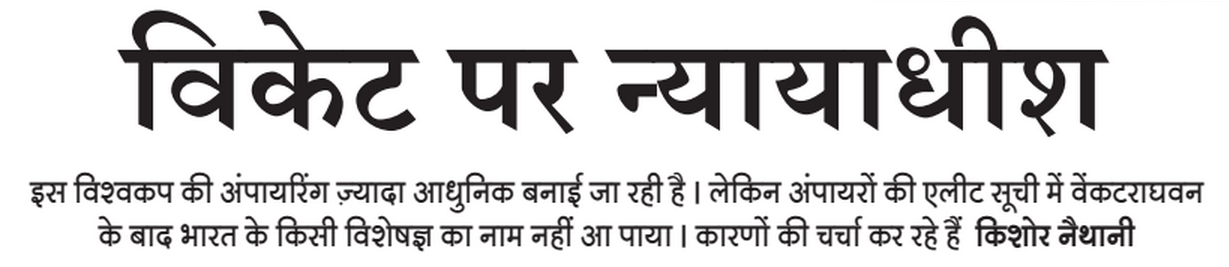 विकेट पर न्यायाधीश
इस विश्वकप की अंपायरिंग ज़्यादा आधुनिक बनाई जा रही है । लेकिन अंपायरों की एलीट सूची में वेंकटराघवन
के बाद भारत के किसी विशेषज्ञ का नाम नहीं आ पाया । कारणों की चर्चा कर रहे हैं किशोर नैथानी